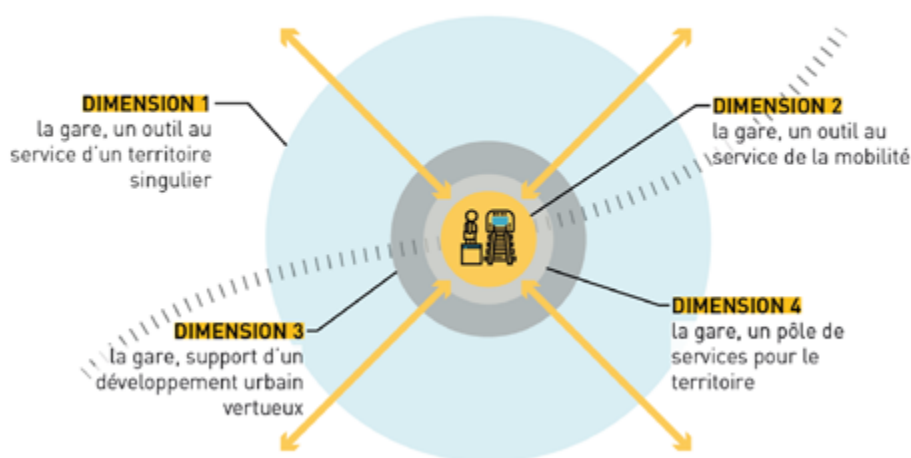 DIMENSION 1
la gare, un outil au
service d'un territoire
singulier
DIMENSION 2
la gare, un outil au
service de la mobilité
DIMENSION 3
la gare, support d'un
développement urbain
vertueux
DIMENSION 4
la gare, un pôle de
services pour le
territoire